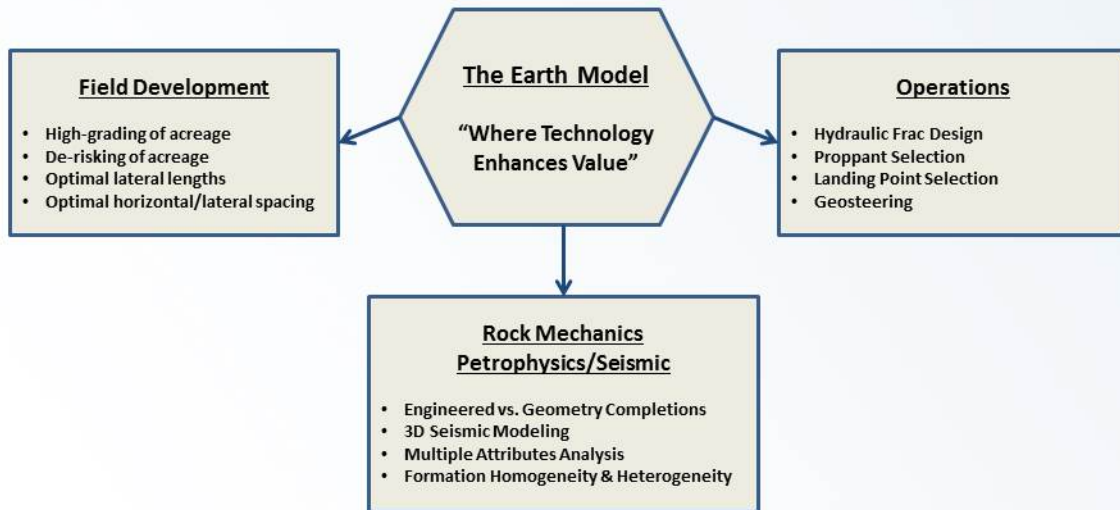 The Earth Model
“Where Technology
Enhances Value”
Field Development
• High-grading of acreage
• De-risking of acreage
• Optimal lateral lengths
• Optimal horizontal/lateral spacing
Operations
• Hydraulic Frac Design
• Proppant Selection
• Landing Point Selection
• Geosteering
Rock Mechanics
Petrophysics/Seismic
• Engineered vs. Geometry Completions
• 3D Seismic Modeling
• Multiple Attributes Analysis
• Formation Homogeneity & Heterogeneity